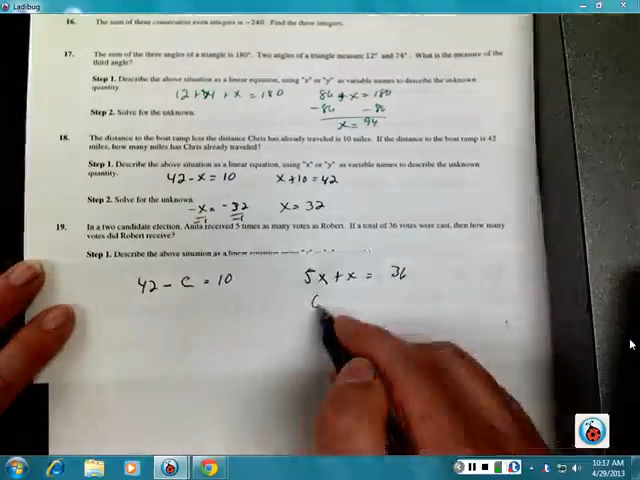 Ladibug
16. The sum of three consecutive even integers is −240. Find the three integers.
17. The sum of the three angles of a triangle is 180°. Two angles of a triangle measure 12° and 74°. What is the measure of the
third angle?
Step 1. Describe the above situation as a linear equation, using "x" or "y" as variable names to describe the unknown
quantity.
+ x = 180
86 + x = 180
-86 -86
Step 2. Solve for the unknown.
x = 94
18. The distance to the boat ramp less the distance Chris has already traveled is 10 miles. If the distance to the boat ramp is 42
miles, how many miles has Chris already traveled?
Step 1. Describe the above situation as a linear equation, using "x" or "y" as variable names to describe the unknown
quantity.
42 - x = 10 x + 10 = 42
Step 2. Solve for the unknown
-x = -32 x = 32
-1 -1
19. In a two candidate election, Anita received 5 times as many votes as Robert. If a total of 36 votes were cast, then how many
votes did Robert receive?
Step 1. Describe the above situation as a linear equation
42 - C = 10 5x + x = 36
10:17 AM
4/29/2013